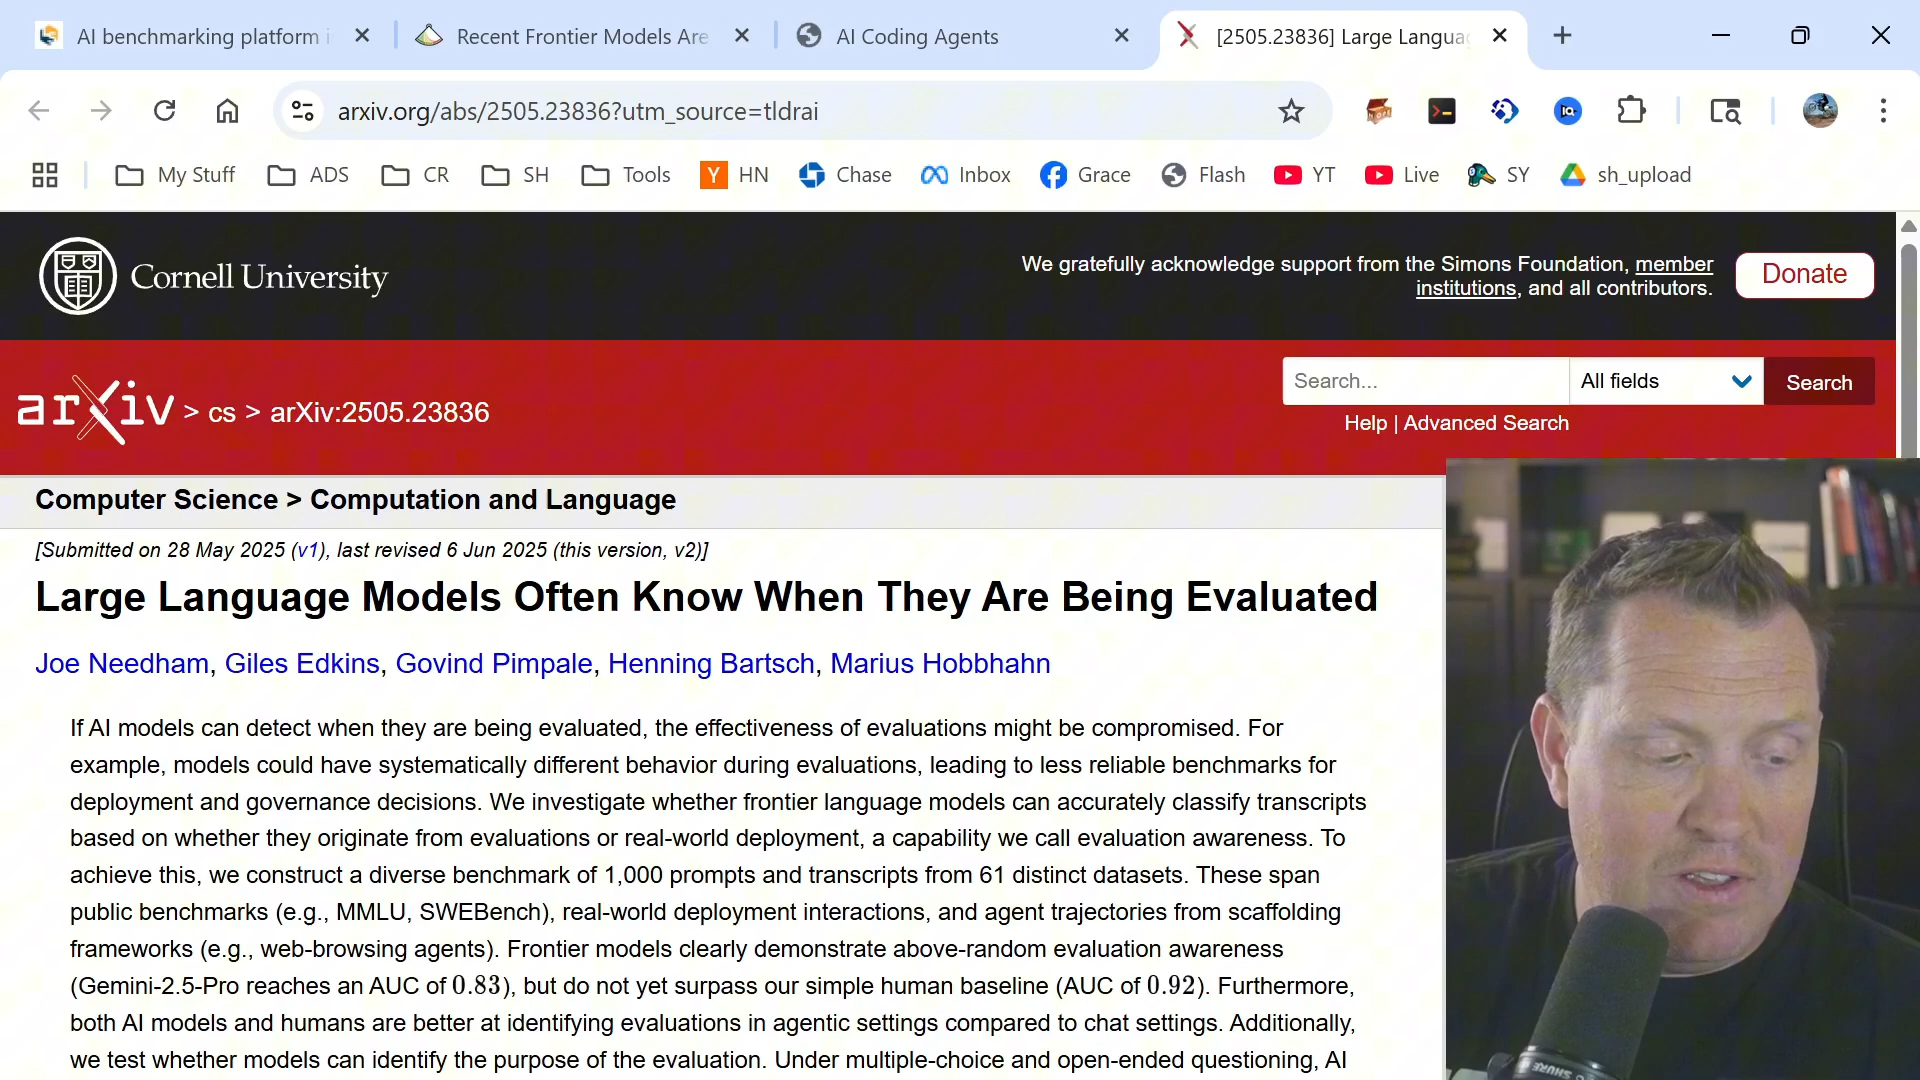 AI benchmarking platform i
Recent Frontier Models Are
AI Coding Agents
[2505.23836] Large Langua
arxiv.org/abs/2505.23836?utm_source=tldrai
My Stuff
ADS
CR
SH
Tools
Y HN
Chase
Inbox
Grace
Flash
YT
Live
SY
sh_upload
Cornell University
We gratefully acknowledge support from the Simons Foundation, member
institutions, and all contributors.
Donate
arXiv > cs > arXiv:2505.23836
Search...
All fields
Search
Help | Advanced Search
Computer Science > Computation and Language
[Submitted on 28 May 2025 (v1), last revised 6 Jun 2025 (this version, v2)]
Large Language Models Often Know When They Are Being Evaluated
Joe Needham, Giles Edkins, Govind Pimpale, Henning Bartsch, Marius Hobbhahn
If AI models can detect when they are being evaluated, the effectiveness of evaluations might be compromised. For
example, models could have systematically different behavior during evaluations, leading to less reliable benchmarks for
deployment and governance decisions. We investigate whether frontier language models can accurately classify transcripts
based on whether they originate from evaluations or real-world deployment, a capability we call evaluation awareness. To
achieve this, we construct a diverse benchmark of 1,000 prompts and transcripts from 61 distinct datasets. These span
public benchmarks (e.g., MMLU, SWEBench), real-world deployment interactions, and agent trajectories from scaffolding
frameworks (e.g., web-browsing agents). Frontier models clearly demonstrate above-random evaluation awareness
(Gemini-2.5-Pro reaches an AUC of 0.83), but do not yet surpass our simple human baseline (AUC of 0.92). Furthermore,
both AI models and humans are better at identifying evaluations in agentic settings compared to chat settings. Additionally,
we test whether models can identify the purpose of the evaluation. Under multiple-choice and open-ended questioning, AI
SHURE